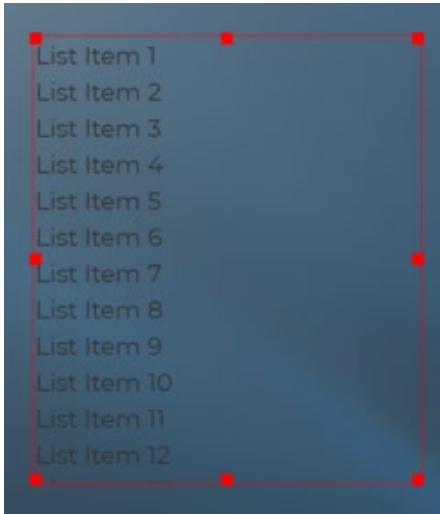 List Item 1
List Item 2
List Item 3
List Item 4
List Item 5
List Item 6
List Item 7
List Item 8
List Item 9
List Item 10
List Item 11
List Item 12